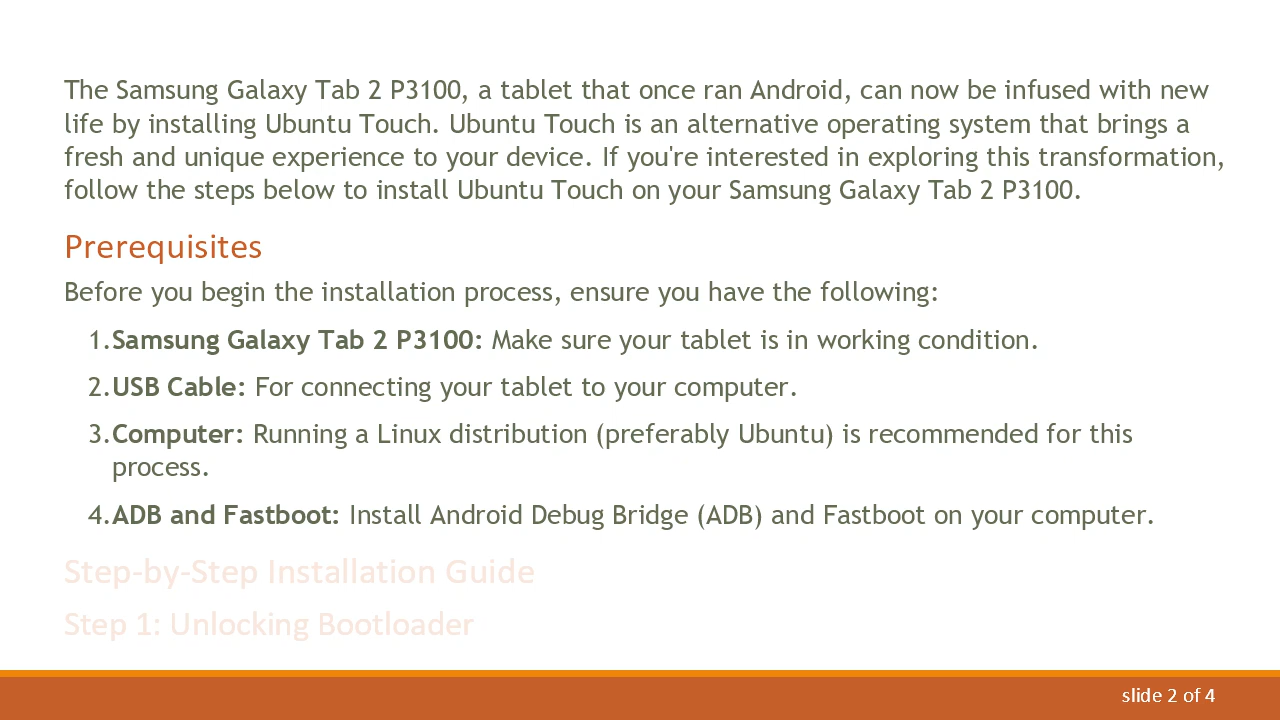 The Samsung Galaxy Tab 2 P3100, a tablet that once ran Android, can now be infused with new
life by installing Ubuntu Touch. Ubuntu Touch is an alternative operating system that brings a
fresh and unique experience to your device. If you're interested in exploring this transformation,
follow the steps below to install Ubuntu Touch on your Samsung Galaxy Tab 2 P3100.
Prerequisites
Before you begin the installation process, ensure you have the following:
1.Samsung Galaxy Tab 2 P3100: Make sure your tablet is in working condition.
2.USB Cable: For connecting your tablet to your computer.
3.Computer: Running a Linux distribution (preferably Ubuntu) is recommended for this
process.
4.ADB and Fastboot: Install Android Debug Bridge (ADB) and Fastboot on your computer.
Step-by-Step Installation Guide
Step 1: Unlocking Bootloader
slide 2 of 4